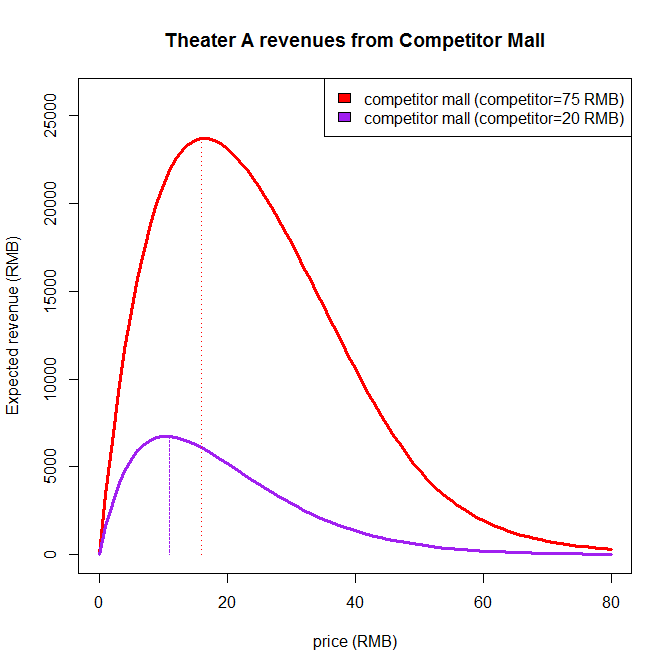 Theater A revenues from Competitor Mall
competitor mall (competitor=75 RMB)
competitor mall (competitor=20 RMB)
Expected revenue (RMB)
25000
20000
15000
10000
5000
0
0 20 40 60 80
price (RMB)